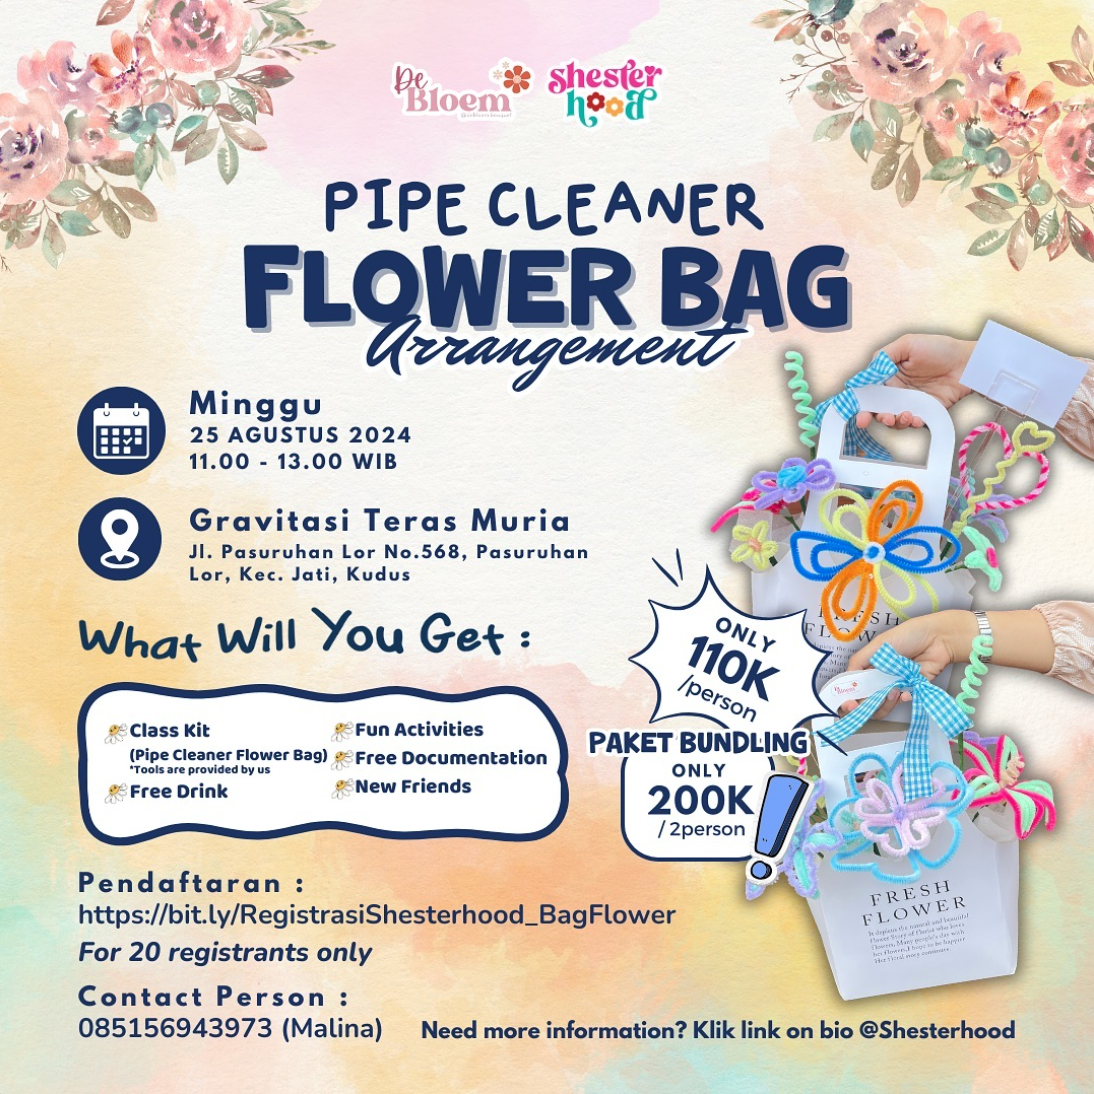 De
Bloem
shester
hood
PIPE CLEANER
FLOWER BAG
Arrangement
Minggu
25 AGUSTUS 2024
11.00 - 13.00 WIB
Gravitasi Teras Muria
Jl. Pasuruhan Lor No.568, Pasuruhan
Lor, Kec. Jati, Kudus
What Will You Get :
Class Kit
(Pipe Cleaner Flower Bag)
*Tools are provided by us
Free Drink
Fun Activities
Free Documentation
New Friends
ONLY
110K
/person
PAKET BUNDLING
ONLY
200K
/ 2person
FRESH
FLOWER
Pendaftaran :
https://bit.ly/RegistrasiShesterhood_BagFlower
For 20 registrants only
Contact Person :
085156943973 (Malina)
Need more information? Klik link on bio @Shesterhood